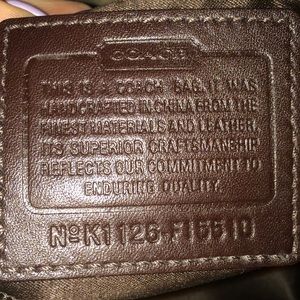 COACH
THIS IS A COACH BAG. IT WAS
HANDCRAFTED IN CHINA FROM THE
FINEST MATERIALS AND LEATHER.
ITS SUPERIOR CRAFTSMANSHIP
REFLECTS OUR COMMITMENT TO
ENDURING QUALITY.
NºK1126-F15510